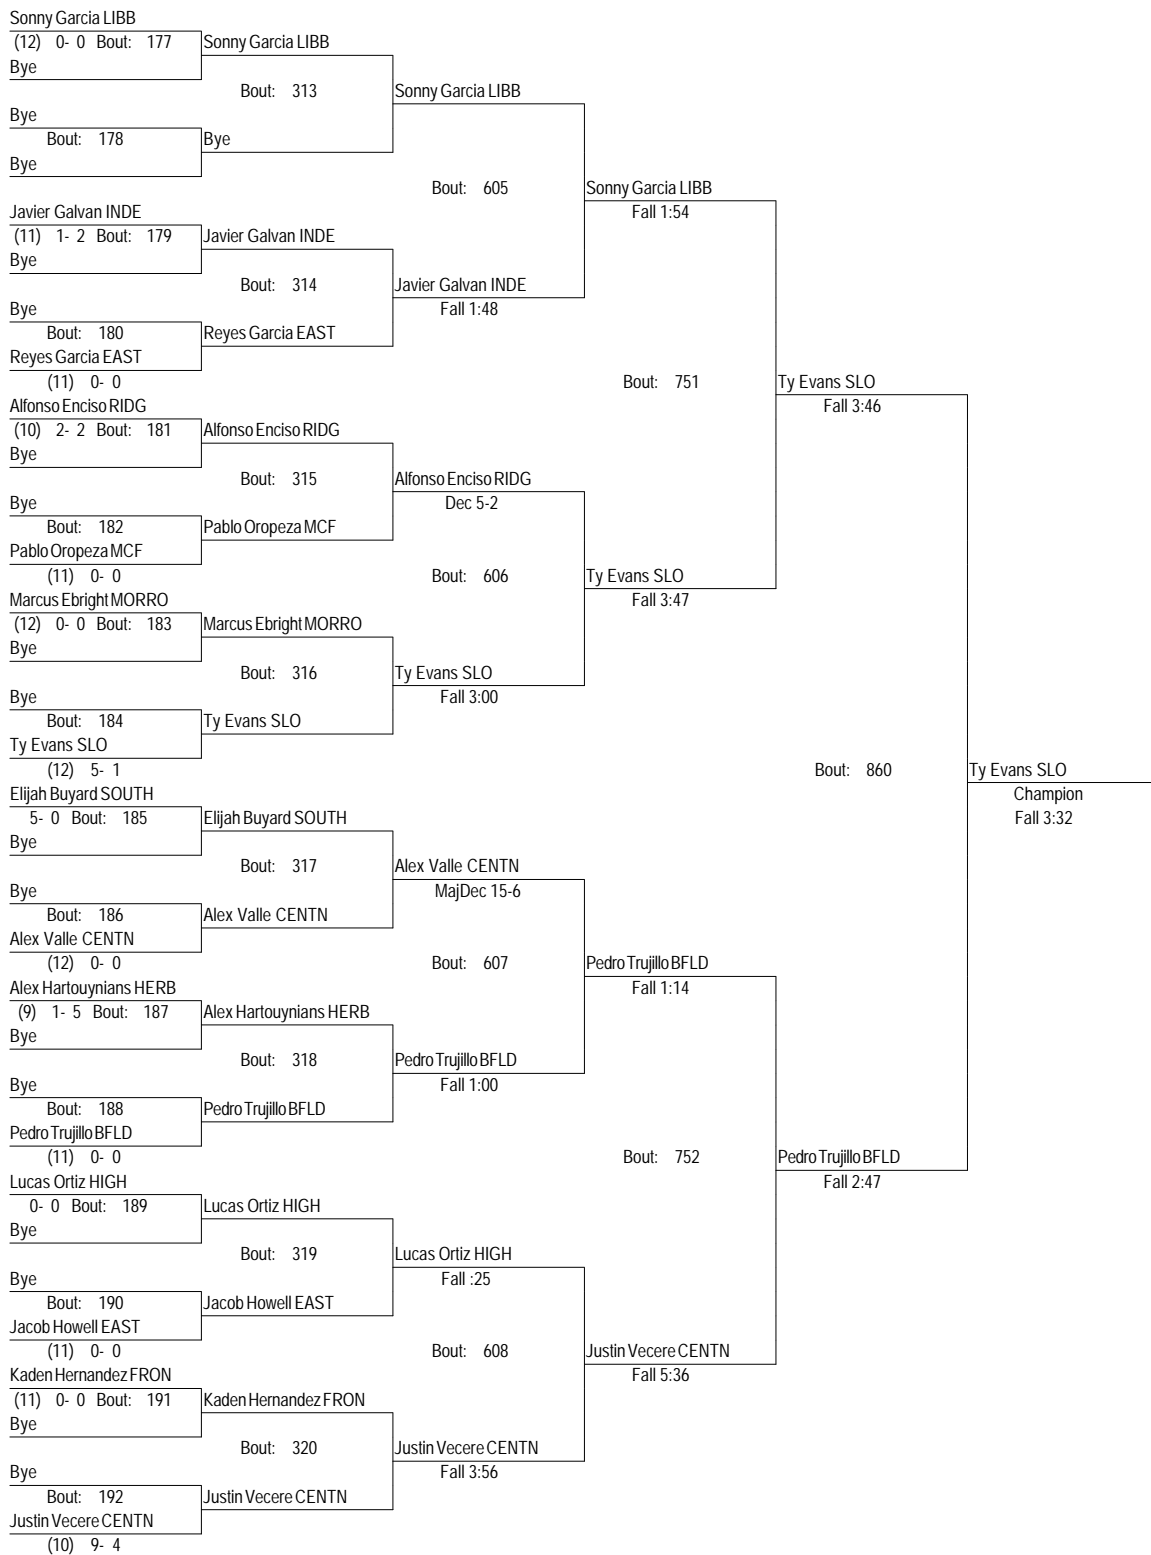 Sonny Garcia LIBB
(12) 0- 0 Bout: 177
Sonny Garcia LIBB
Bye
Bout: 313
Sonny Garcia LIBB
Bye
Bout: 178
Bye
Bye
Bout: 605
Sonny Garcia LIBB
Fall 1:54
Javier Galvan INDE
(11) 1- 2 Bout: 179
Javier Galvan INDE
Bye
Bout: 314
Javier Galvan INDE
Fall 1:48
Bye
Bout: 180
Reyes Garcia EAST
Reyes Garcia EAST
(11) 0- 0
Bout: 751
Ty Evans SLO
Fall 3:46
Alfonso Enciso RIDG
(10) 2- 2 Bout: 181
Alfonso Enciso RIDG
Bye
Bout: 315
Alfonso Enciso RIDG
Dec 5-2
Bye
Bout: 182
Pablo Oropeza MCF
Pablo Oropeza MCF
(11) 0- 0
Bout: 606
Ty Evans SLO
Fall 3:47
Marcus Ebright MORRO
(12) 0- 0 Bout: 183
Marcus Ebright MORRO
Bye
Bout: 316
Ty Evans SLO
Fall 3:00
Bye
Bout: 184
Ty Evans SLO
Ty Evans SLO
(12) 5- 1
Bout: 860
Ty Evans SLO
Champion
Fall 3:32
Elijah Buyard SOUTH
5- 0 Bout: 185
Elijah Buyard SOUTH
Bye
Bout: 317
Alex Valle CENTN
MajDec 15-6
Bye
Bout: 186
Alex Valle CENTN
Alex Valle CENTN
(12) 0- 0
Bout: 607
Pedro Trujillo BFLD
Fall 1:14
Alex Hartouynians HERB
(9) 1- 5 Bout: 187
Alex Hartouynians HERB
Bye
Bout: 318
Pedro Trujillo BFLD
Fall 1:00
Bye
Bout: 188
Pedro Trujillo BFLD
Pedro Trujillo BFLD
(11) 0- 0
Bout: 752
Pedro Trujillo BFLD
Fall 2:47
Lucas Ortiz HIGH
0- 0 Bout: 189
Lucas Ortiz HIGH
Bye
Bout: 319
Lucas Ortiz HIGH
Fall :25
Bye
Bout: 190
Jacob Howell EAST
Jacob Howell EAST
(11) 0- 0
Bout: 608
Justin Vecere CENTN
Fall 5:36
Kaden Hernandez FRON
(11) 0- 0 Bout: 191
Kaden Hernandez FRON
Bye
Bout: 320
Justin Vecere CENTN
Fall 3:56
Bye
Bout: 192
Justin Vecere CENTN
Justin Vecere CENTN
(10) 9- 4